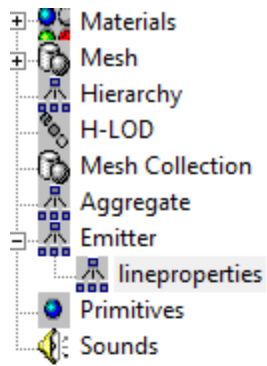 Materials
Mesh
Hierarchy
H-LOD
Mesh Collection
Aggregate
Emitter
lineproperties
Primitives
Sounds